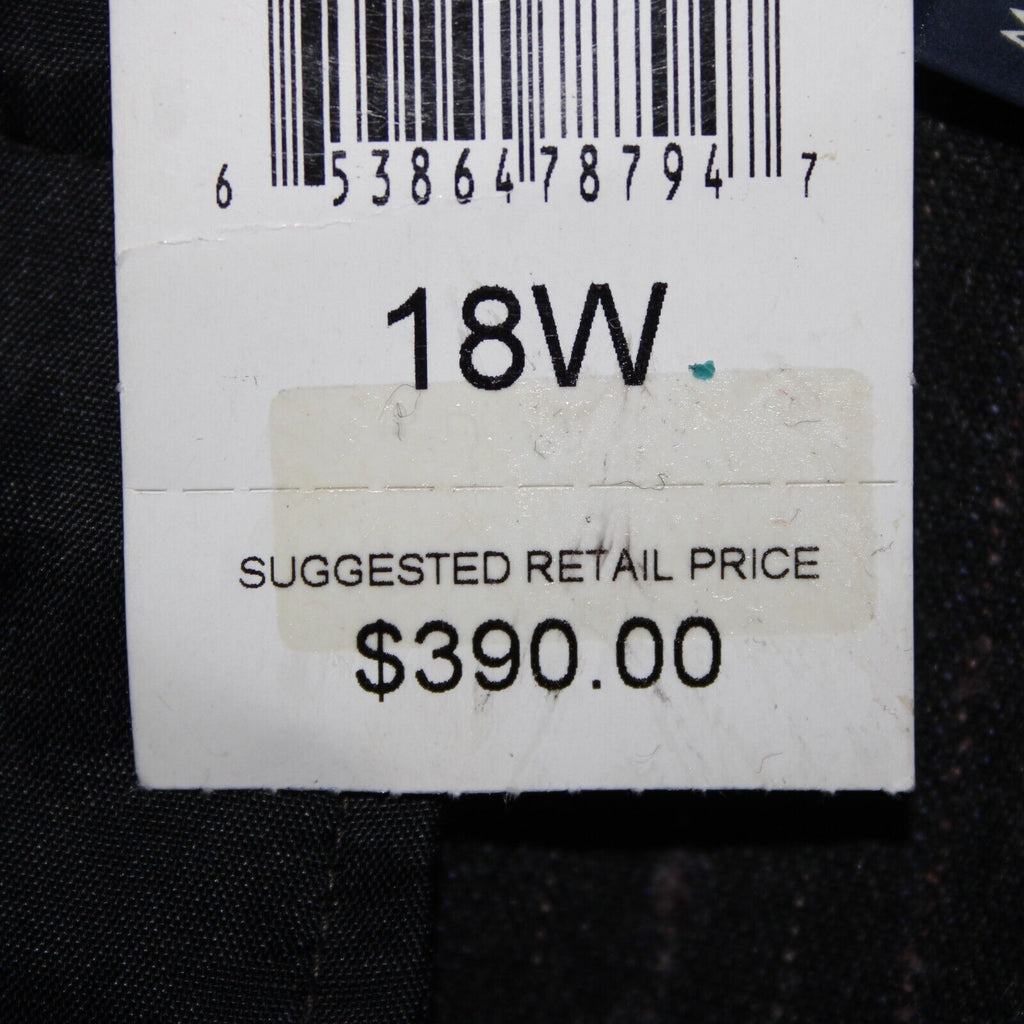 6 53864 78794 7
18W
SUGGESTED RETAIL PRICE
$390.00